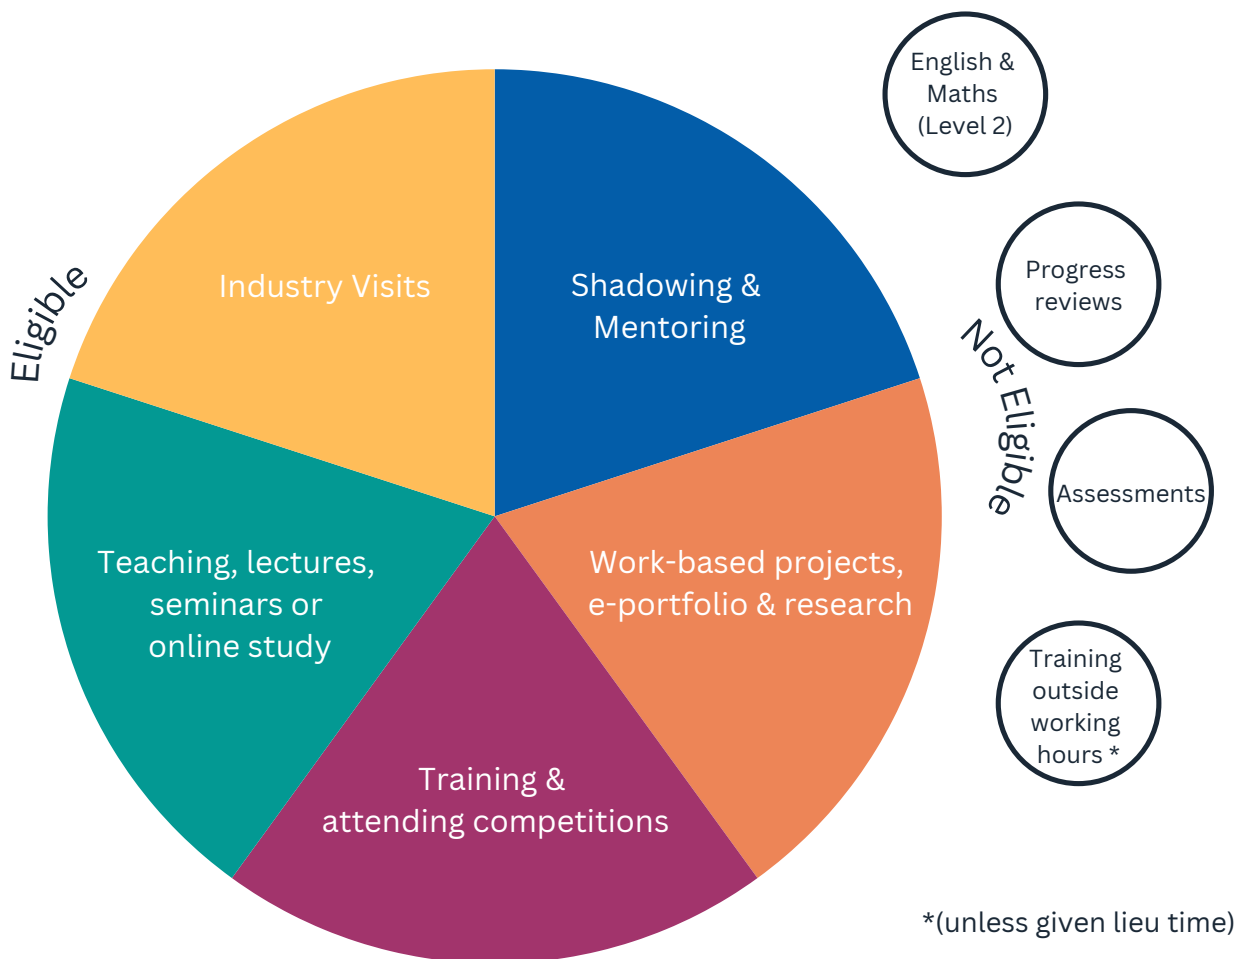 Eligible
Industry Visits
Shadowing &
Mentoring
Teaching, lectures,
seminars or
online study
Work-based projects,
e-portfolio & research
Training &
attending competitions
Not Eligible
English &
Maths
(Level 2)
Progress
reviews
Assessments
Training
outside
working
hours *
*(unless given lieu time)